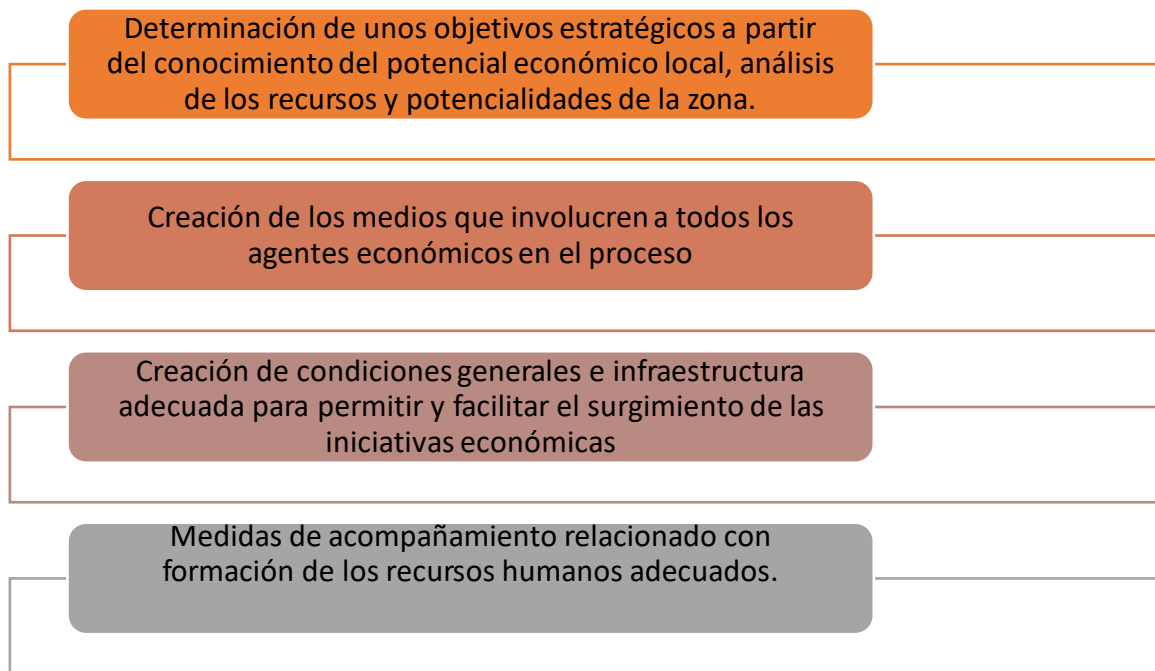 Determinación de unos objetivos estratégicos a partir
del conocimiento del potencial económico local, análisis
de los recursos y potencialidades de la zona.
Creación de los medios que involucren a todos los
agentes económicos en el proceso
Creación de condiciones generales e infraestructura
adecuada para permitir y facilitar el surgimiento de las
iniciativas económicas
Medidas de acompañamiento relacionado con
formación de los recursos humanos adecuados.